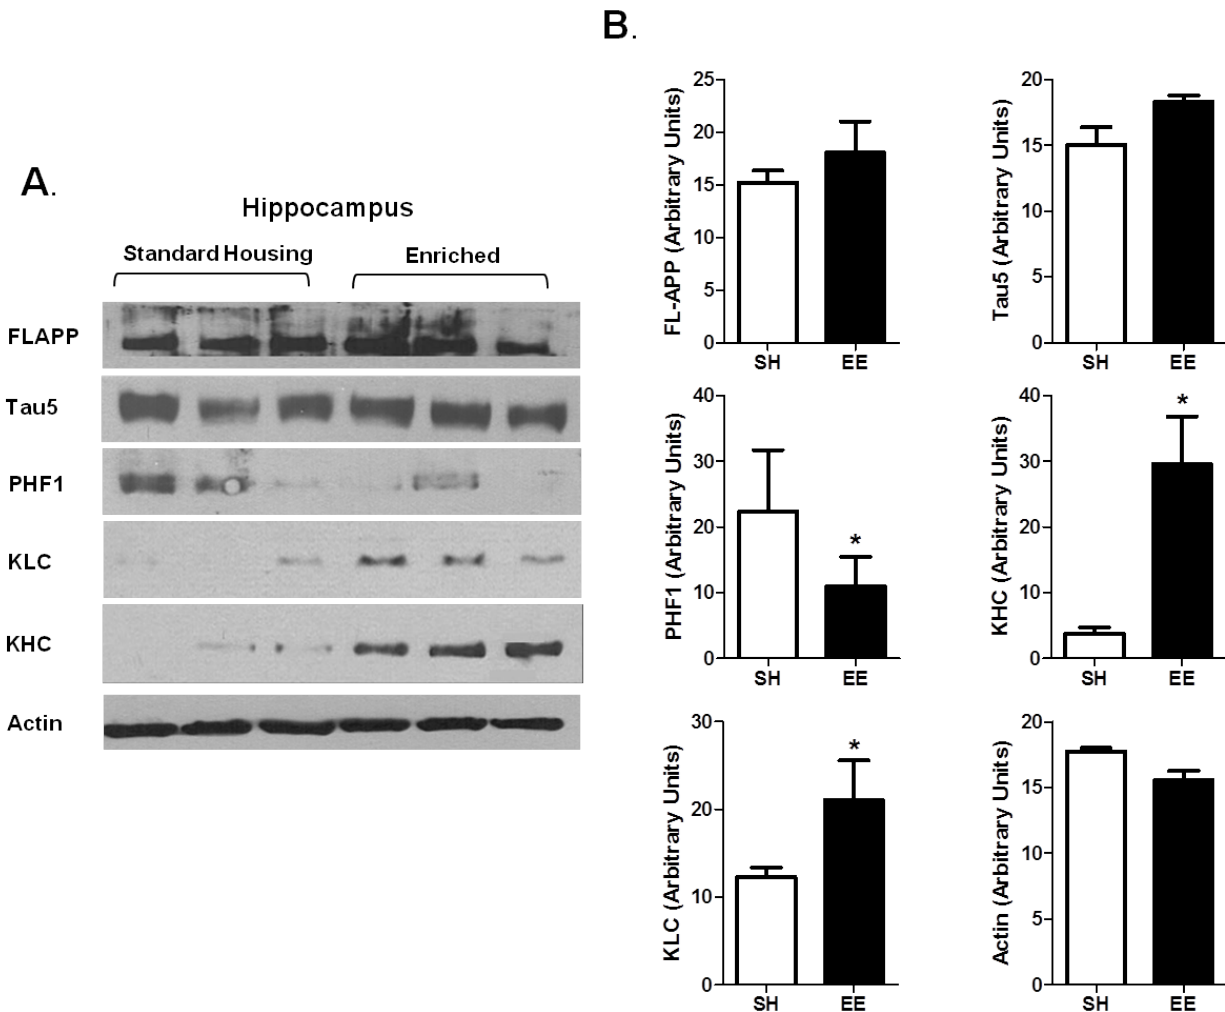 A.
Hippocampus
Standard Housing
Enriched
FLAPP
Tau5
PHF1
KLC
KHC
Actin
B.
FL-APP (Arbitrary Units)
25
20
15
10
5
0
SH
EE
Tau5 (Arbitrary Units)
20
15
10
5
0
SH
EE
PHF1 (Arbitrary Units)
40
30
20
10
0
*
SH
EE
KHC (Arbitrary Units)
40
30
20
10
0
*
SH
EE
KLC (Arbitrary Units)
30
20
10
0
*
SH
EE
Actin (Arbitrary Units)
20
15
10
5
0
SH
EE